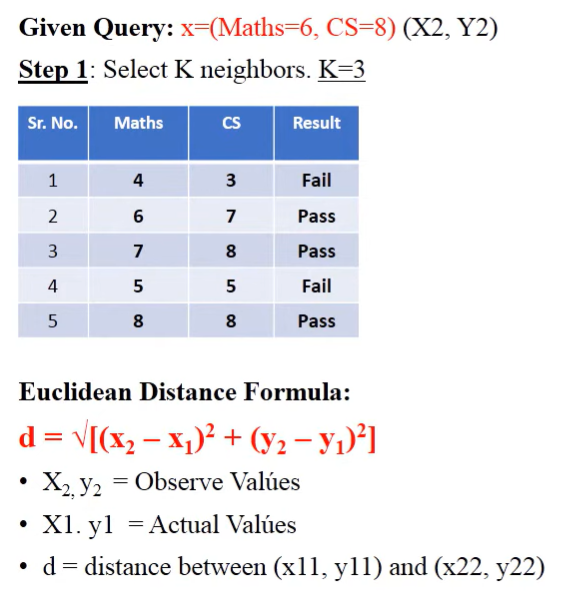 Given Query: x=(Maths=6, CS=8) (X2, Y2)
Step 1: Select K neighbors. K=3
Sr. No. Maths CS Result
1 4 3 Fail
2 6 7 Pass
3 7 8 Pass
4 5 5 Fail
5 8 8 Pass
Euclidean Distance Formula:
d = √[(x₂ – x₁)² + (y₂ – y₁)²]
• X₂, y₂ = Observe Valúes
• X1. y1 = Actual Valúes
• d = distance between (x11, y11) and (x22, y22)